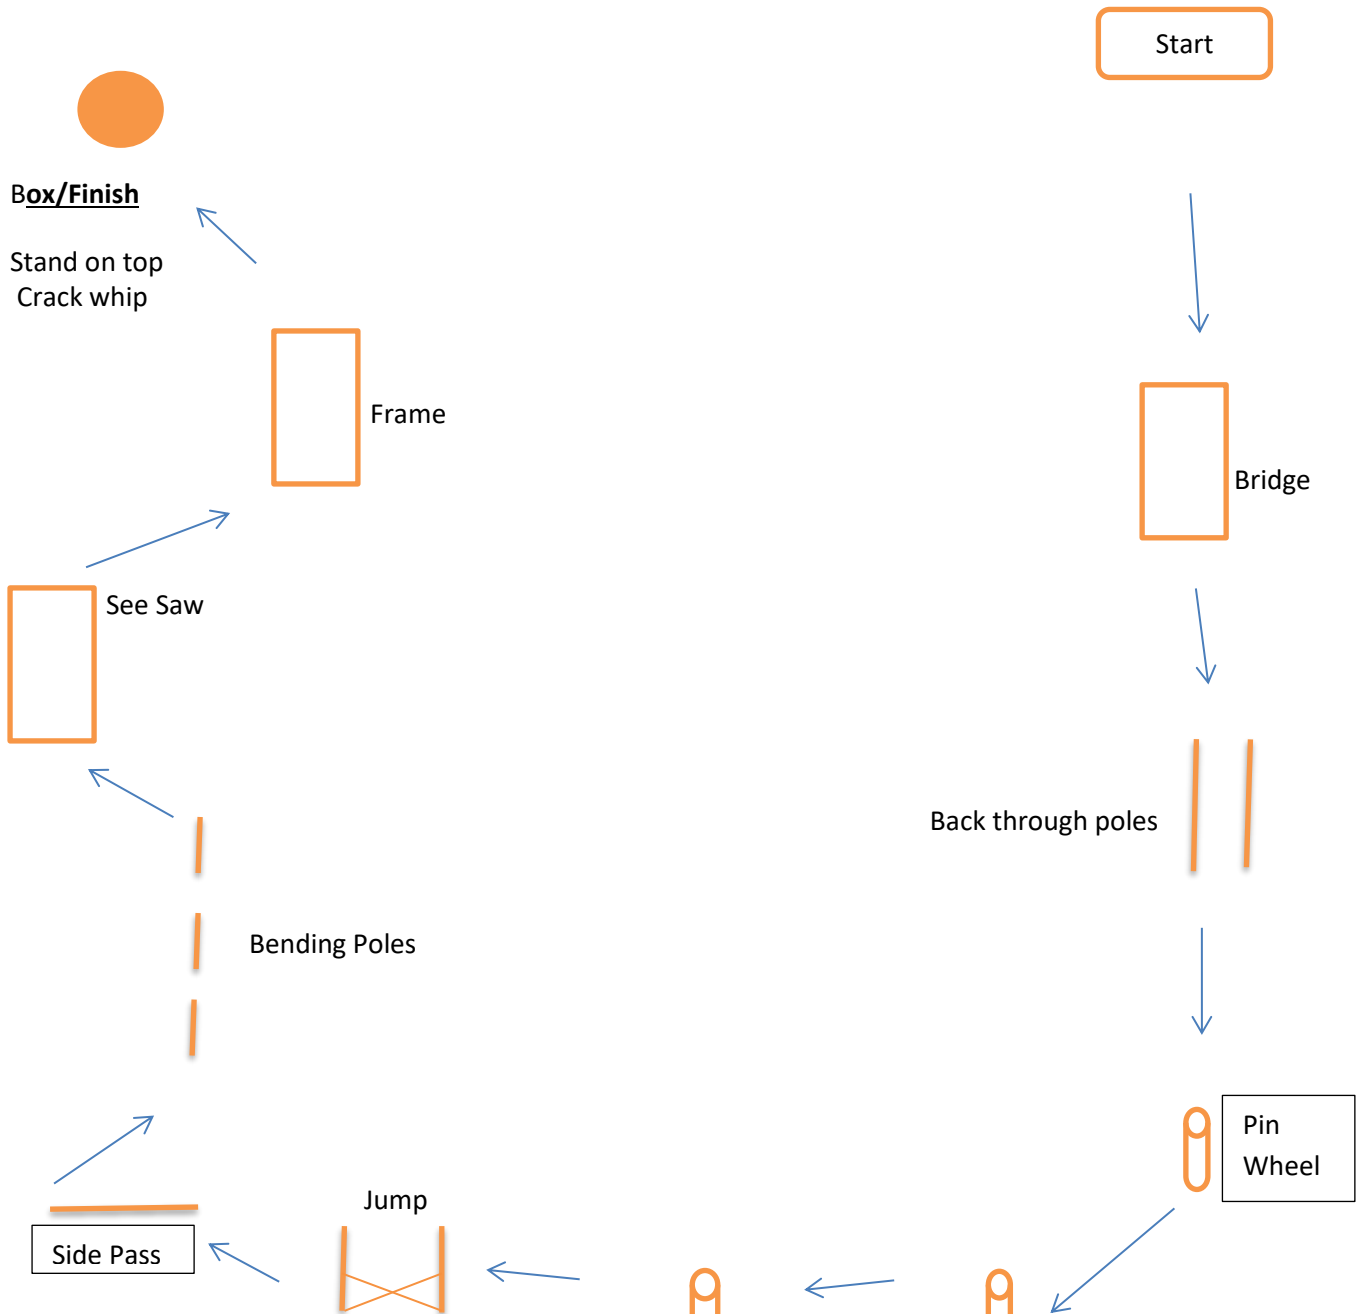 Start
Box/Finish
Stand on top
Crack whip
Frame
Bridge
See Saw
Back through poles
Bending Poles
Pin
Wheel
Jump
Side Pass